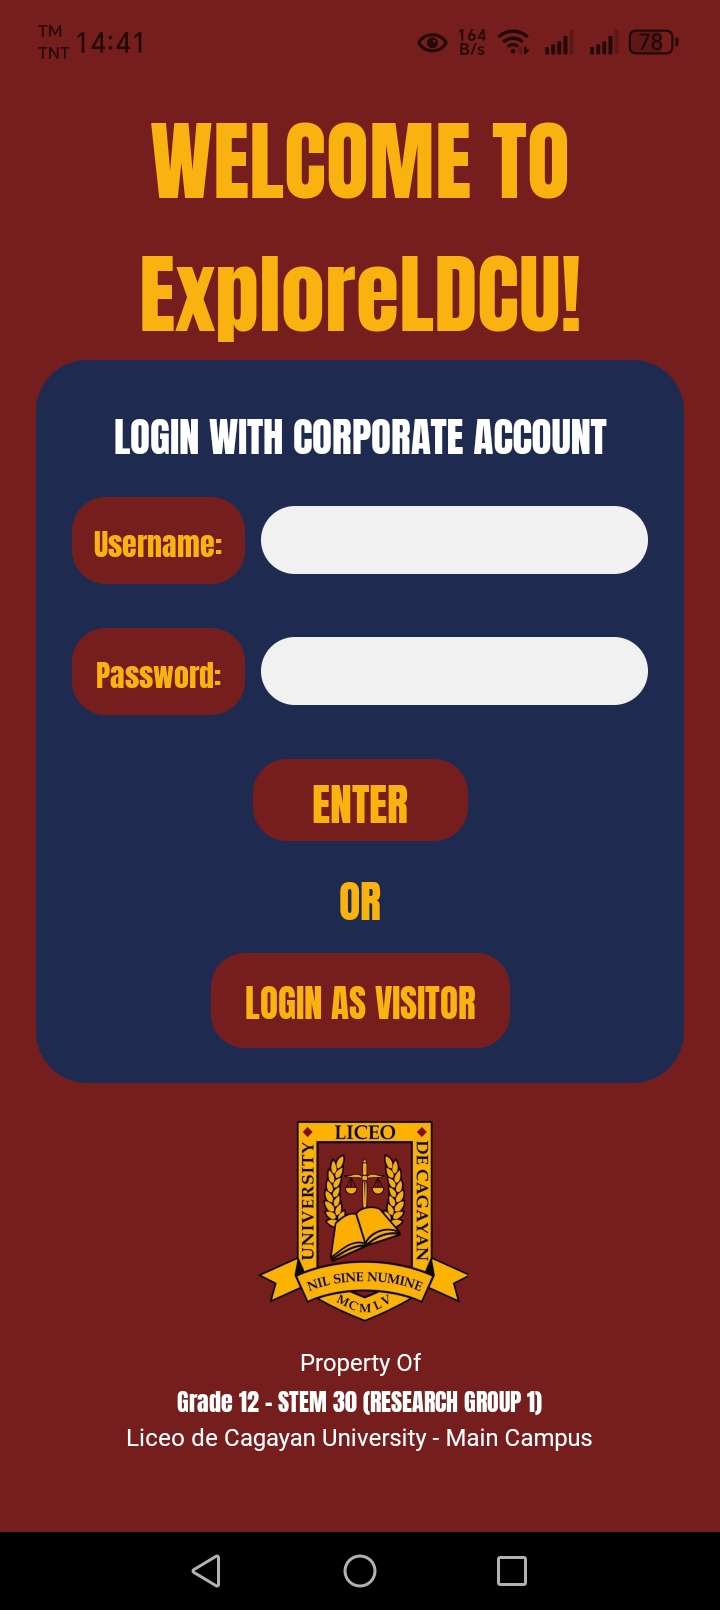 TM
TNT 14:41 164 B/s 78
WELCOME TO
ExploreLDCU!
LOGIN WITH CORPORATE ACCOUNT
Username:
Password:
ENTER
OR
LOGIN AS VISITOR
LICEO
UNIVERSITY
DE CAGAYAN
NIL SINE NUMINE
MCMLV
Property Of
Grade 12 - STEM 30 (RESEARCH GROUP 1)
Liceo de Cagayan University - Main Campus